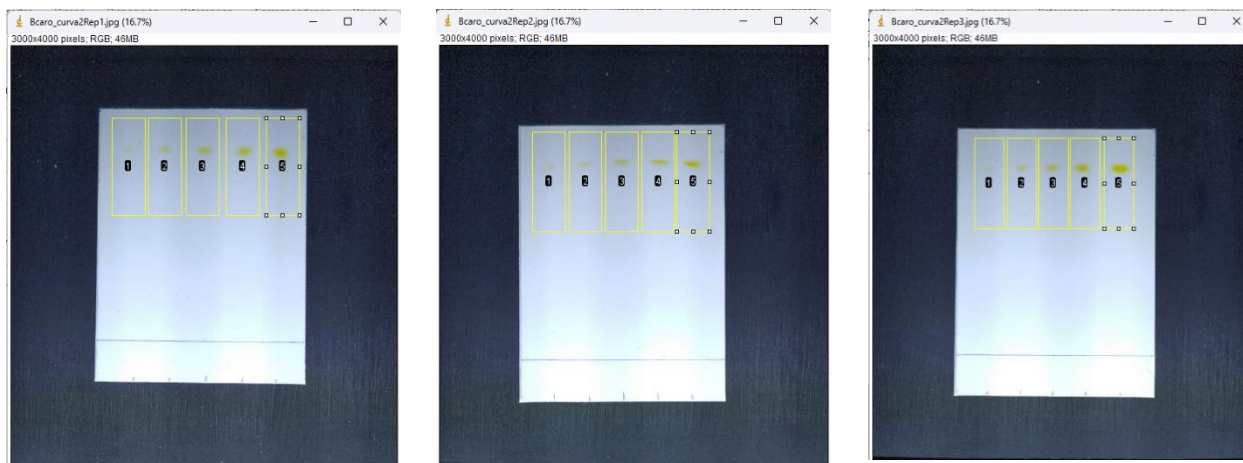 Bcaro_curva2Rep1.jpg (16.7%)
3000x4000 pixels; RGB; 46MB
1 2 3 4 5
Bcaro_curva2Rep2.jpg (16.7%)
3000x4000 pixels; RGB; 46MB
1 2 3 4 5
Bcaro_curva2Rep3.jpg (16.7%)
3000x4000 pixels; RGB; 46MB
1 2 3 4 5